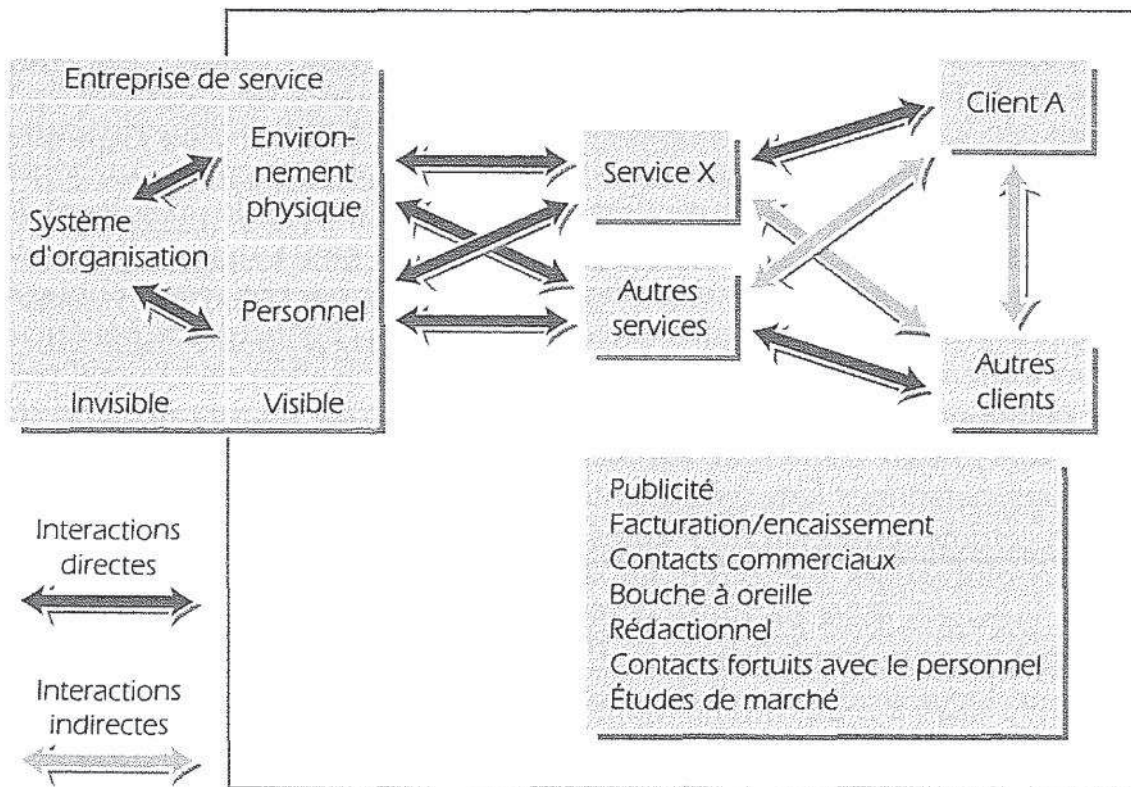 Entreprise de service
Environ-
nement
physique
Système
d'organisation
Personnel
Invisible
Visible
Service X
Autres
services
Client A
Autres
clients
Interactions
directes
Interactions
indirectes
Publicité
Facturation/encaissement
Contacts commerciaux
Bouche à oreille
Rédactionnel
Contacts fortuits avec le personnel
Études de marché